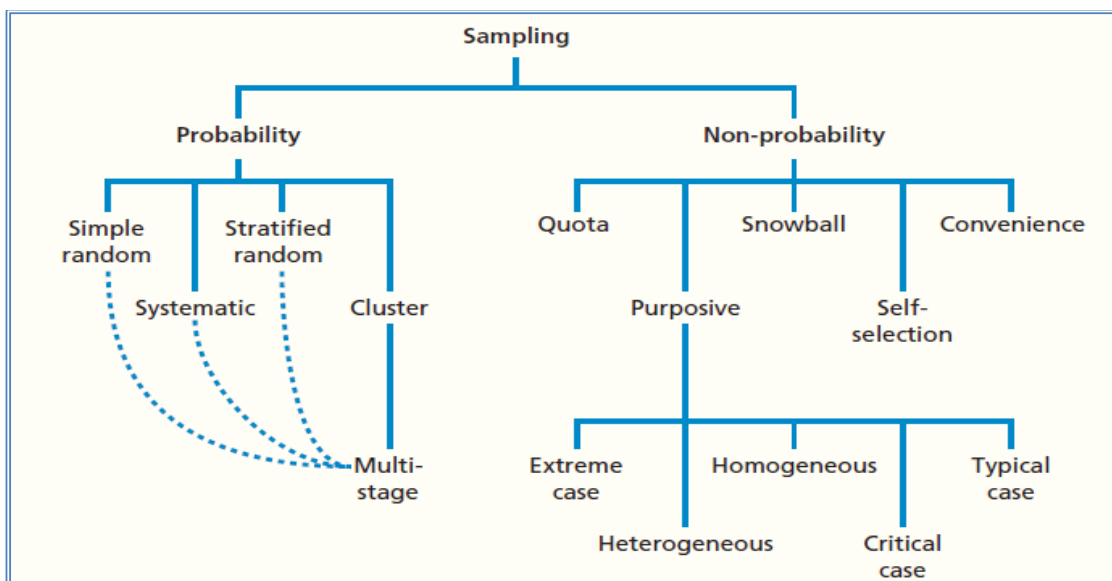 Sampling
Probability
Non-probability
Simple
random
Stratified
random
Quota
Snowball
Convenience
Systematic
Cluster
Purposive
Self-
selection
Multi-
stage
Extreme
case
Homogeneous
Typical
case
Heterogeneous
Critical
case